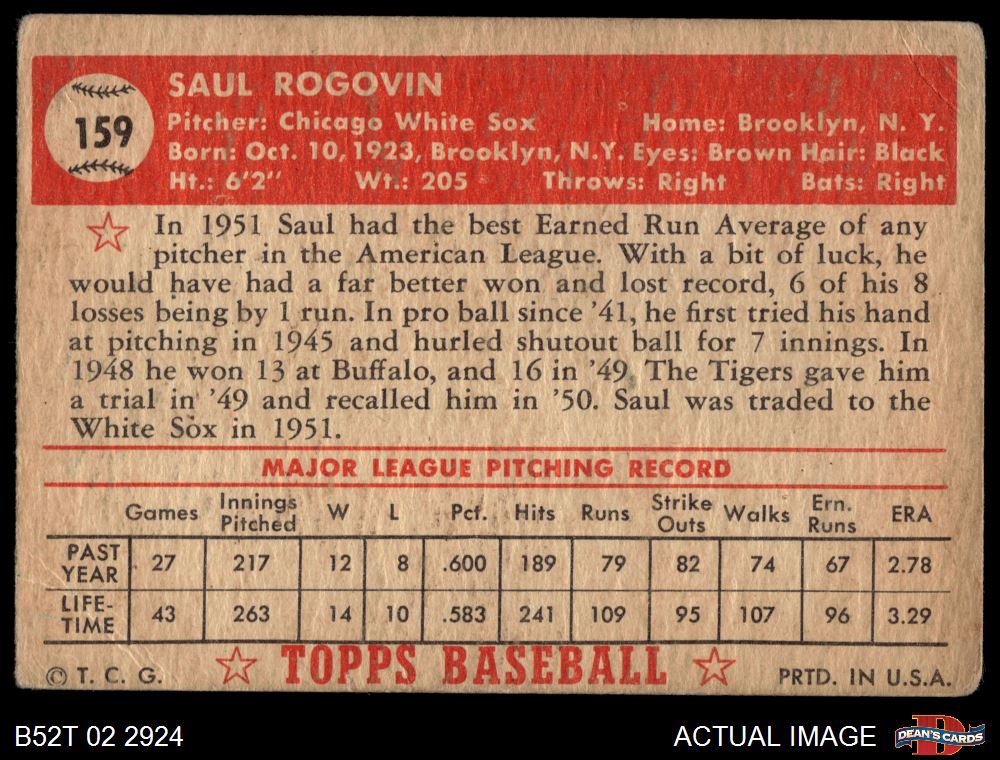 159
SAUL ROGOVIN
Pitcher: Chicago White Sox Home: Brooklyn, N. Y.
Born: Oct. 10, 1923, Brooklyn, N.Y. Eyes: Brown Hair: Black
Ht.: 6'2" Wt.: 205 Throws: Right Bats: Right
In 1951 Saul had the best Earned Run Average of any
pitcher in the American League. With a bit of luck, he
would have had a far better won and lost record, 6 of his 8
losses being by 1 run. In pro ball since '41, he first tried his hand
at pitching in 1945 and hurled shutout ball for 7 innings. In
1948 he won 13 at Buffalo, and 16 in '49. The Tigers gave him
a trial in '49 and recalled him in '50. Saul was traded to the
White Sox in 1951.
MAJOR LEAGUE PITCHING RECORD
Games Innings Pitched W L Pct. Hits Runs Strike Outs Walks Ern. Runs ERA
PAST YEAR 27 217 12 8 .600 189 79 82 74 67 2.78
LIFE-TIME 43 263 14 10 .583 241 109 95 107 96 3.29
© T. C. G. TOPPS BASEBALL PRTD. IN U.S.A.
B52T 02 2924 ACTUAL IMAGE DEAN'S CARDS